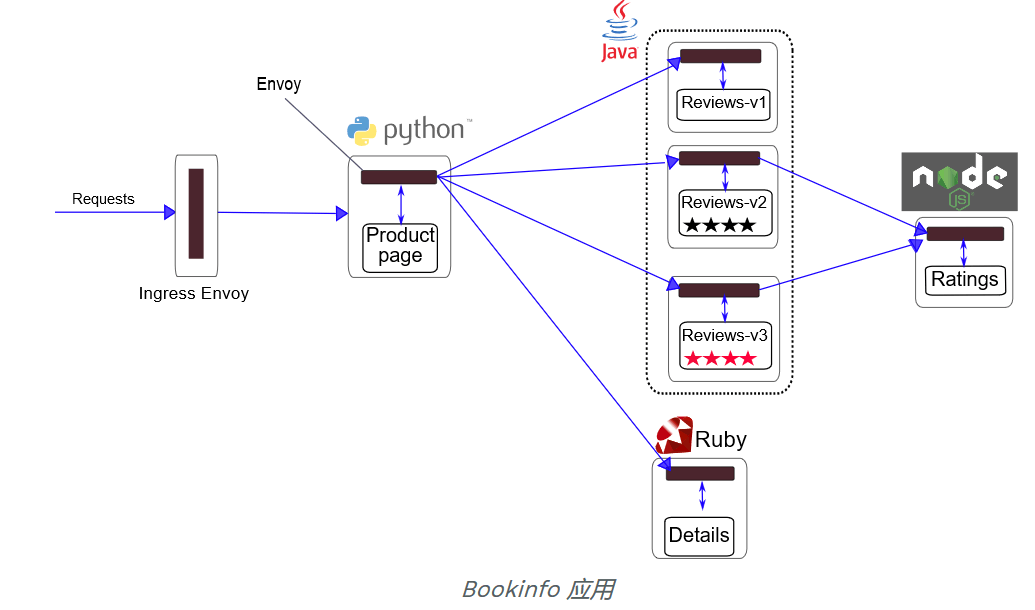 Java
Reviews-v1
Envoy
python™
Requests
Ingress Envoy
Product
page
Reviews-v2
node
JS
Ratings
Reviews-v3
Ruby
Details
Bookinfo 应用